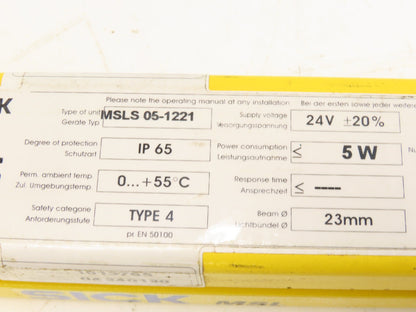 Please note the operating manual at any installation
Bei der ersten sowie jeder weiter
K
Type of unit
Geräte Typ
MSLS 05-1221
Supply voltage
Versorgungsspannung
24V ±20%
Degree of protection
Schutzart
IP 65
Power consumption
Leistungsaufnahme
≤ 5 W
Nu
Perm. ambient temp.
Zul. Umgebungstemp.
0...+55°C
Response time
Ansprechzeit
≤ ----
Safety category
Anforderungsstufe
TYPE 4
Beam Ø
Lichtbundel Ø
23mm
pr EN 50100
SICK MSL